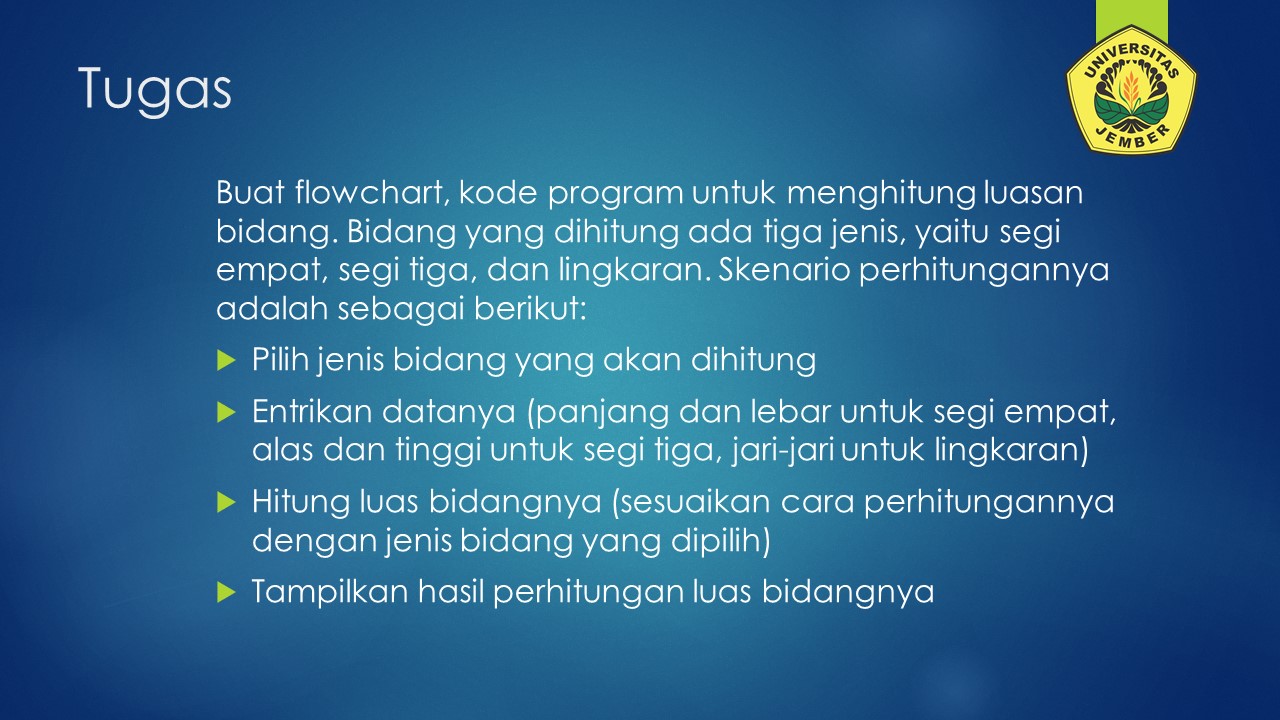 Tugas
UNIVERSITAS
JEMBER
Buat flowchart, kode program untuk menghitung luasan
bidang. Bidang yang dihitung ada tiga jenis, yaitu segi
empat, segi tiga, dan lingkaran. Skenario perhitungannya
adalah sebagai berikut:
Pilih jenis bidang yang akan dihitung
Entrikan datanya (panjang dan lebar untuk segi empat,
alas dan tinggi untuk segi tiga, jari-jari untuk lingkaran)
Hitung luas bidangnya (sesuaikan cara perhitungannya
dengan jenis bidang yang dipilih)
Tampilkan hasil perhitungan luas bidangnya